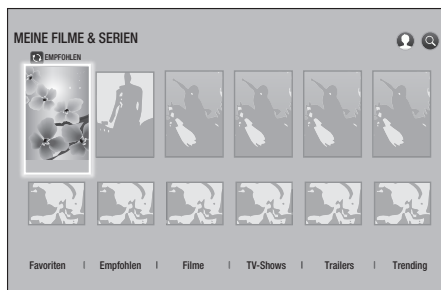 MEINE FILME & SERIEN
EMPFOHLEN
Favoriten | Empfohlen | Filme | TV-Shows | Trailers | Trending